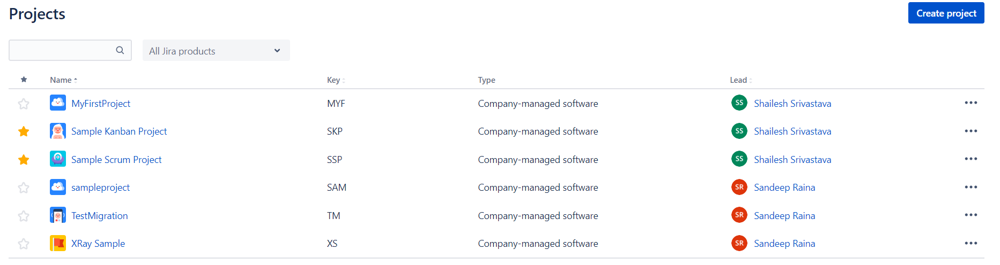 Projects
Create project
All Jira products
Name Key Type Lead
MyFirstProject MYF Company-managed software SS Shailesh Srivastava
Sample Kanban Project SKP Company-managed software SS Shailesh Srivastava
Sample Scrum Project SSP Company-managed software SS Shailesh Srivastava
sampleproject SAM Company-managed software SR Sandeep Raina
TestMigration TM Company-managed software SR Sandeep Raina
XRay Sample XS Company-managed software SR Sandeep Raina